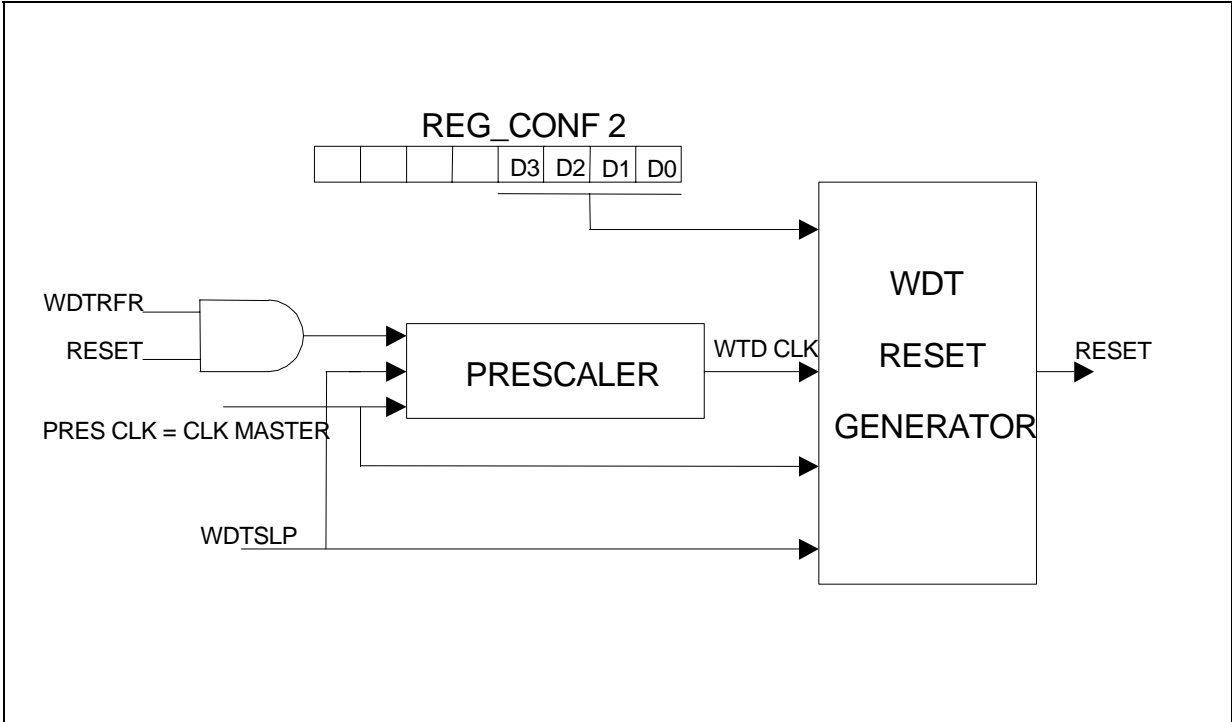 REG_CONF 2
D3 D2 D1 D0
WDTRFR
RESET
PRES CLK = CLK MASTER
WDTSLP
PRESCALER
WTD CLK
WDT
RESET
GENERATOR
RESET